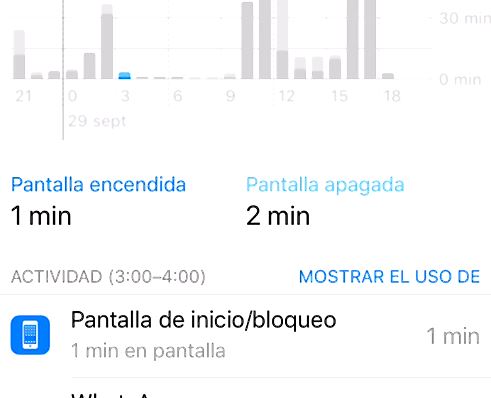 30 min
0 min
21 0 3 6 9 12 15 18
29 sept
Pantalla encendida Pantalla apagada
1 min 2 min
ACTIVIDAD (3:00–4:00) MOSTRAR EL USO DE
Pantalla de inicio/bloqueo
1 min
1 min en pantalla